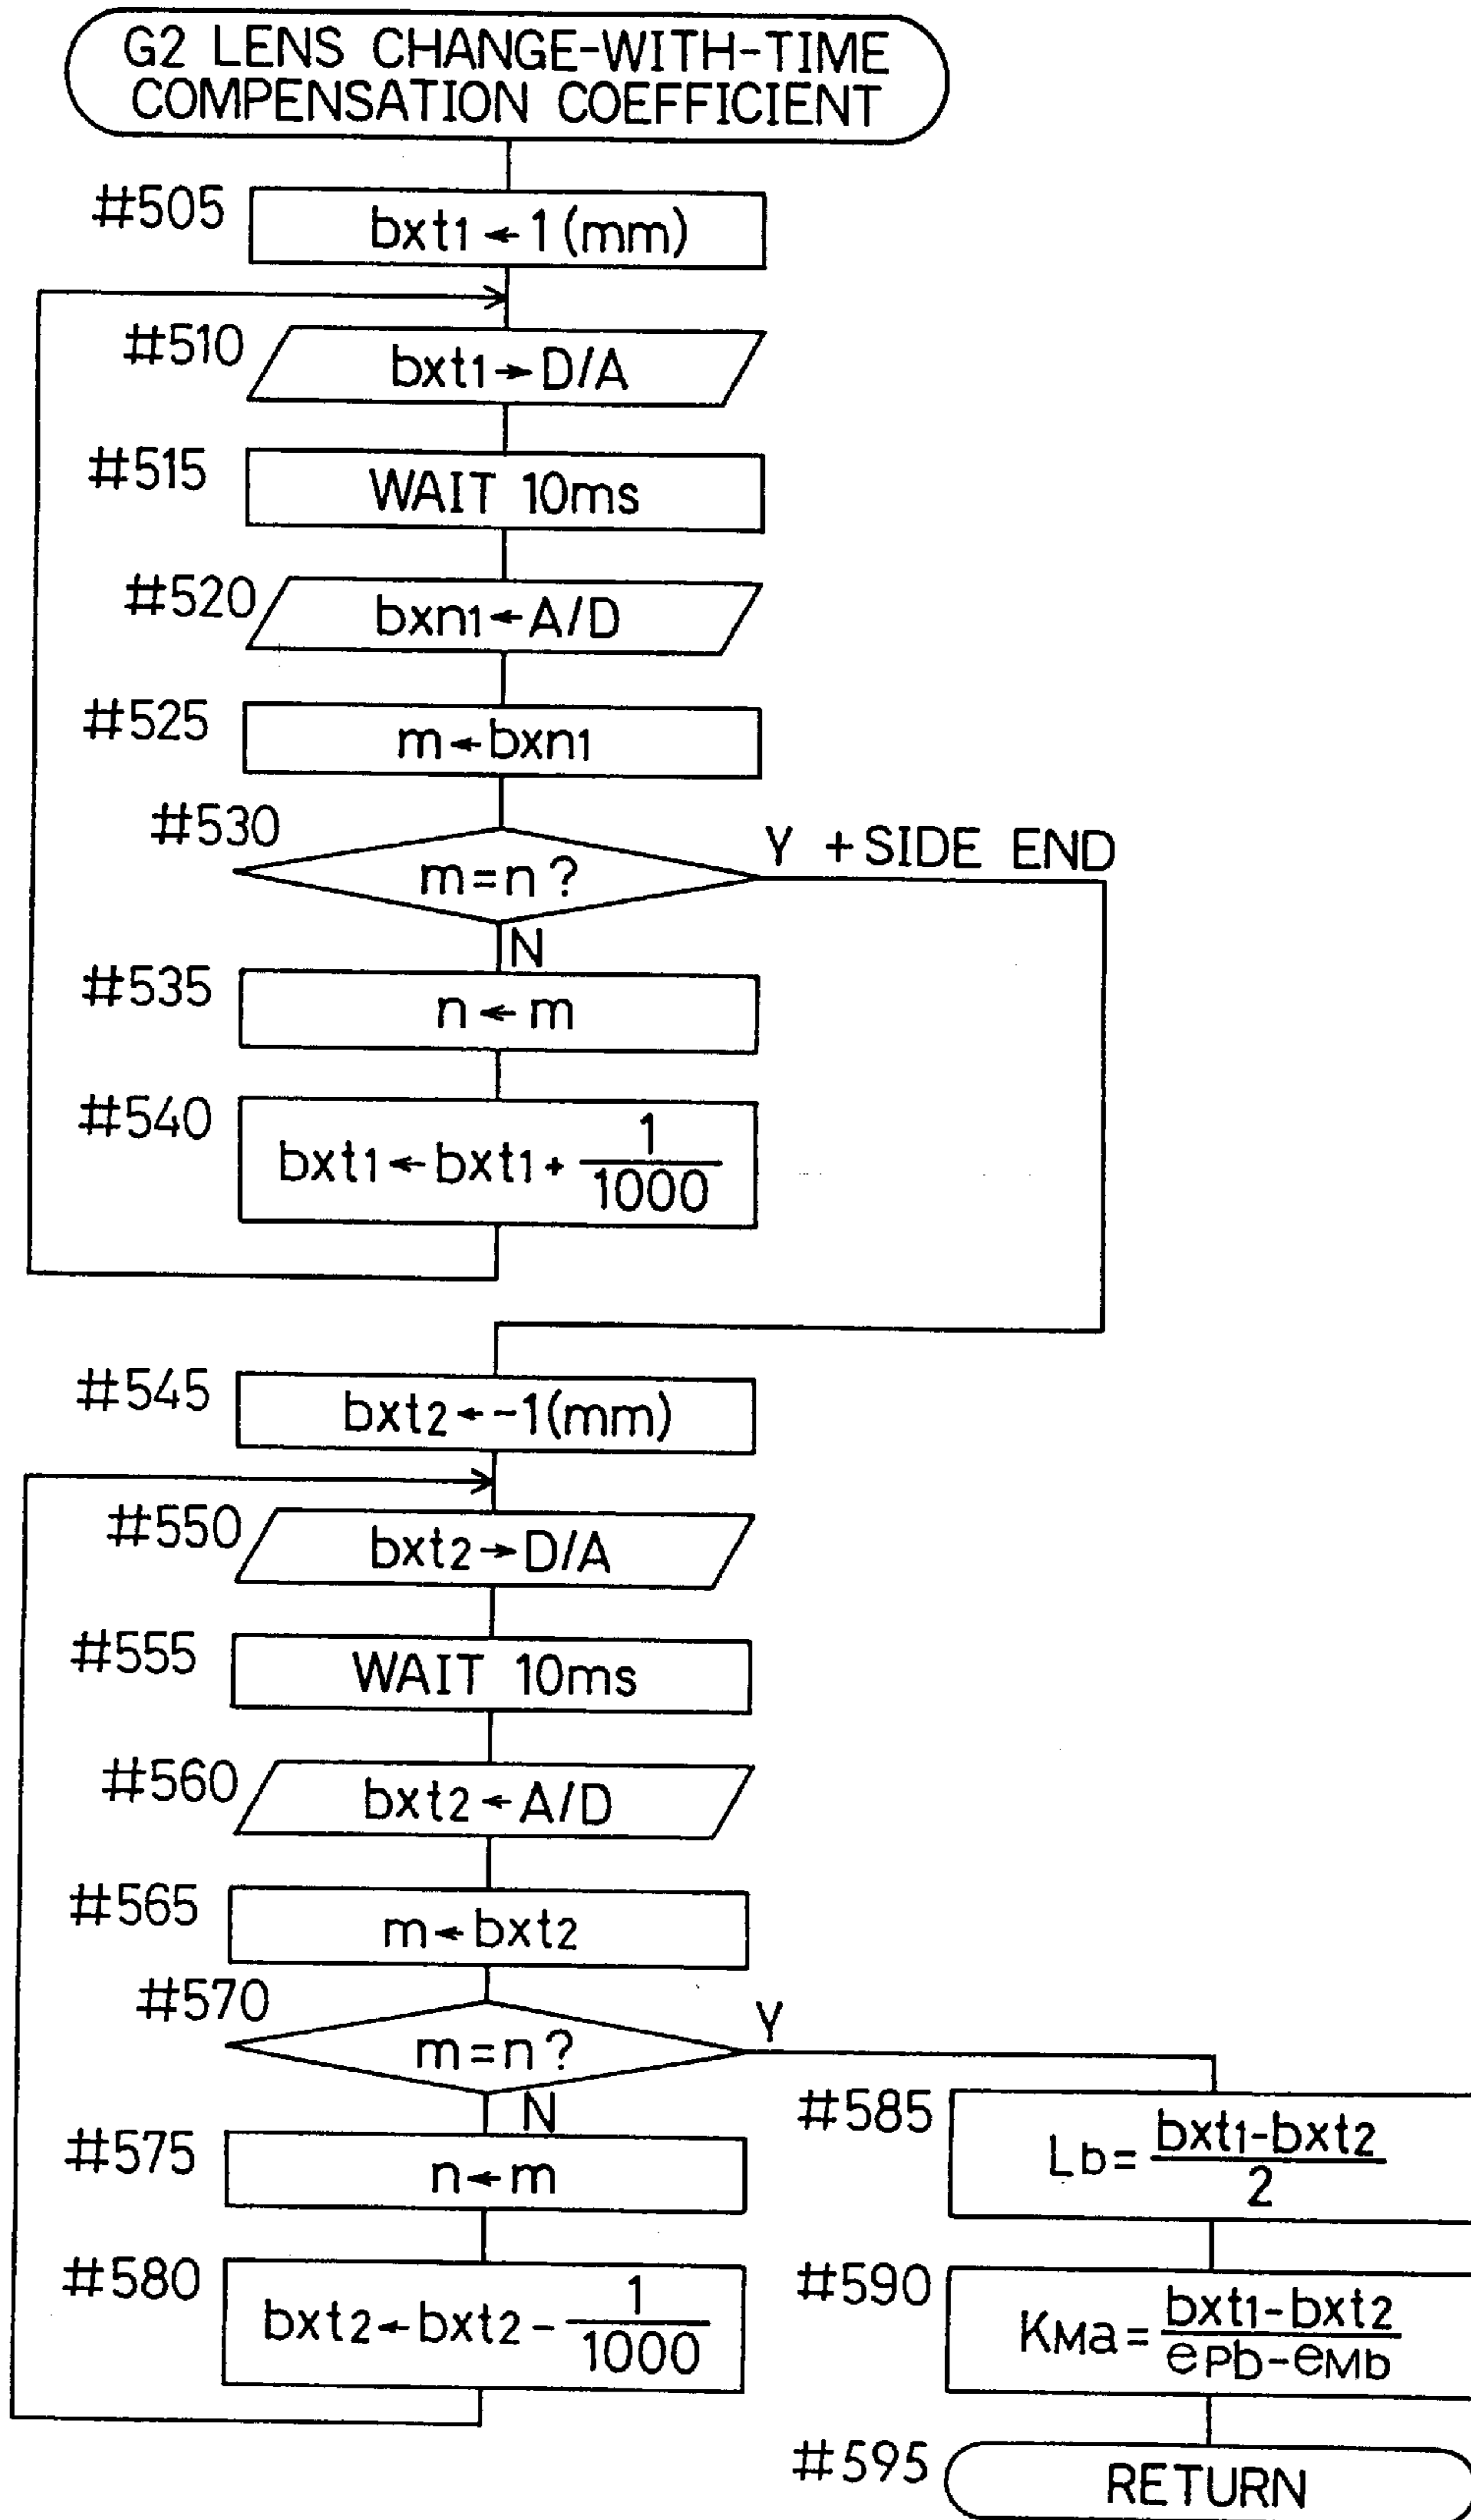 G2 LENS CHANGE-WITH-TIME
COMPENSATION COEFFICIENT
#505
bxt1←1(mm)
#510
bxt1→D/A
#515
WAIT 10ms
#520
bxn1←A/D
#525
m←bxn1
#530
m=n?
Y +SIDE END
N
#535
n←m
#540
bxt1←bxt1+ 1/1000
#545
bxt2←-1(mm)
#550
bxt2→D/A
#555
WAIT 10ms
#560
bxt2←A/D
#565
m←bxt2
#570
m=n?
Y
N
#575
n←m
#580
bxt2←bxt2- 1/1000
#585
Lb= bxt1-bxt2/2
#590
KMa= bxt1-bxt2/ePb-eMb
#595
RETURN